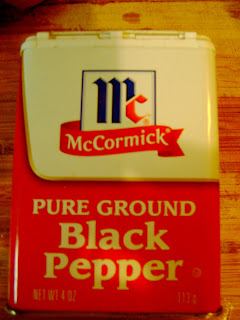 Mc
McCormick®
PURE GROUND
Black
Pepper
NET WT 4 OZ 113 g